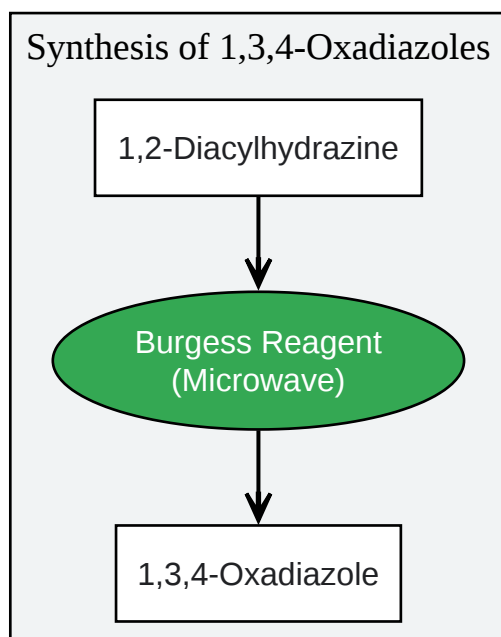 Synthesis of 1,3,4-Oxadiazoles
1,2-Diacylhydrazine
Burgess Reagent
(Microwave)
1,3,4-Oxadiazole